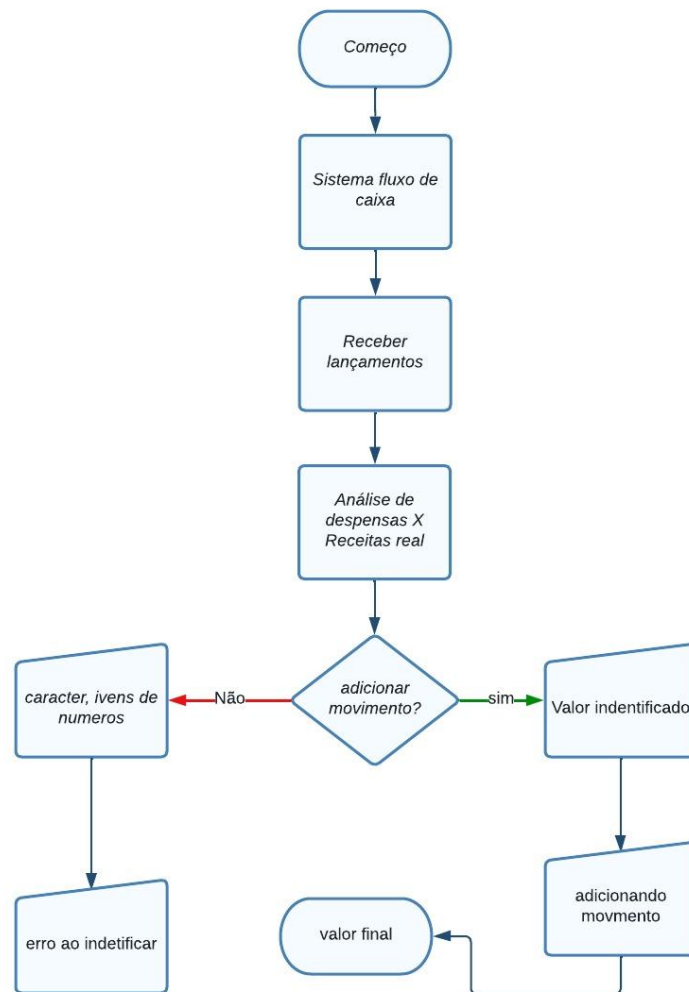 Começo
Sistema fluxo de
caixa
Receber
lançamentos
Análise de
despensas X
Receitas real
adicionar
movimento?
Não
sim
caracter, ivens de
numeros
Valor indentificado
erro ao indetificar
adicionando
movmento
valor final